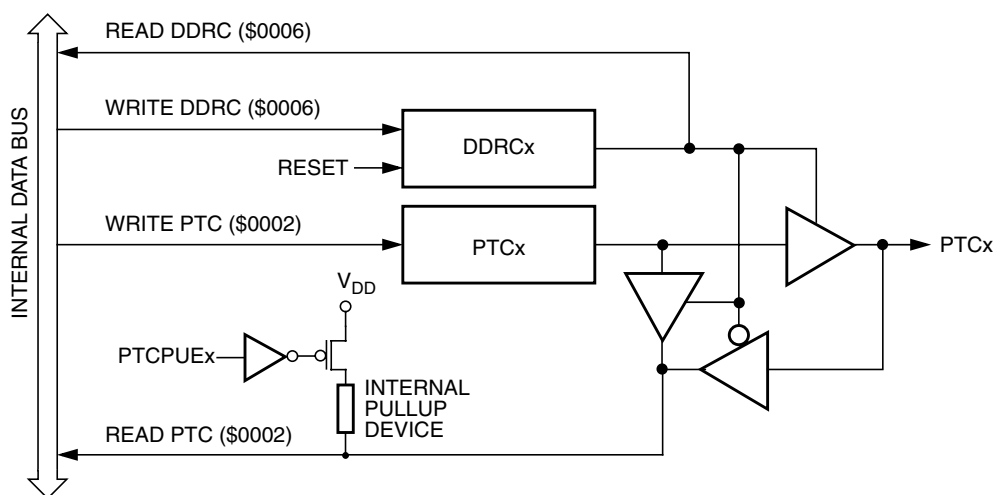 READ DDRC ($0006)
WRITE DDRC ($0006)
DDRCx
RESET
INTERNAL DATA BUS
WRITE PTC ($0002)
PTCx
PTCx
VDD
PTCPUEx
INTERNAL
PULLUP
DEVICE
READ PTC ($0002)